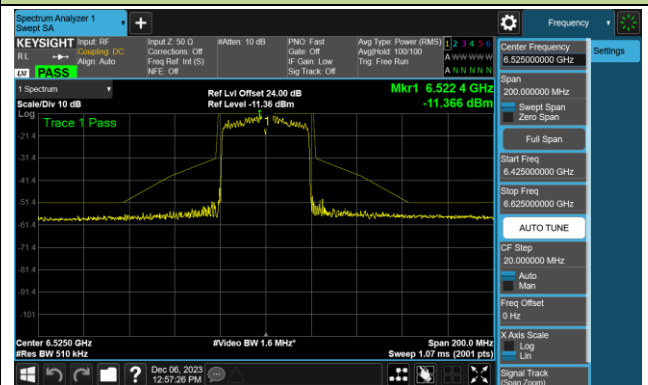 Spectrum Analyzer 1
Swept SA
Frequency
KEYSIGHT
RL
LXI
PASS
Input: RF
Coupling: DC
Align: Auto
Input Z: 50 Ω
Corrections: Off
Freq Ref: Int (S)
NFE: Off
#Atten: 10 dB
PNO: Fast
Gate: Off
IF Gain: Low
Sig Track: Off
Avg Type: Power (RMS)
Avg|Hold: 100/100
Trig: Free Run
1 2 3 4 5 6
A W W W W W
A N N N N N
Center Frequency
6.525000000 GHz
Settings
Span
200.000000 MHz
Swept Span
Zero Span
Full Span
Start Freq
6.425000000 GHz
Stop Freq
6.625000000 GHz
AUTO TUNE
CF Step
20.000000 MHz
Auto
Man
Freq Offset
0 Hz
X Axis Scale
Log
Lin
Signal Track
(Span Zoom)
1 Spectrum
Scale/Div 10 dB
Log
Ref Lvl Offset 24.00 dB
Ref Level -11.36 dBm
Mkr1 6.522 4 GHz
-11.366 dBm
Trace 1 Pass
1
-21.4
-31.4
-41.4
-51.4
-61.4
-71.4
-81.4
-91.4
-101
Center 6.5250 GHz
#Res BW 510 kHz
#Video BW 1.6 MHz*
Span 200.0 MHz
Sweep 1.07 ms (2001 pts)
Dec 06, 2023
12:57:26 PM